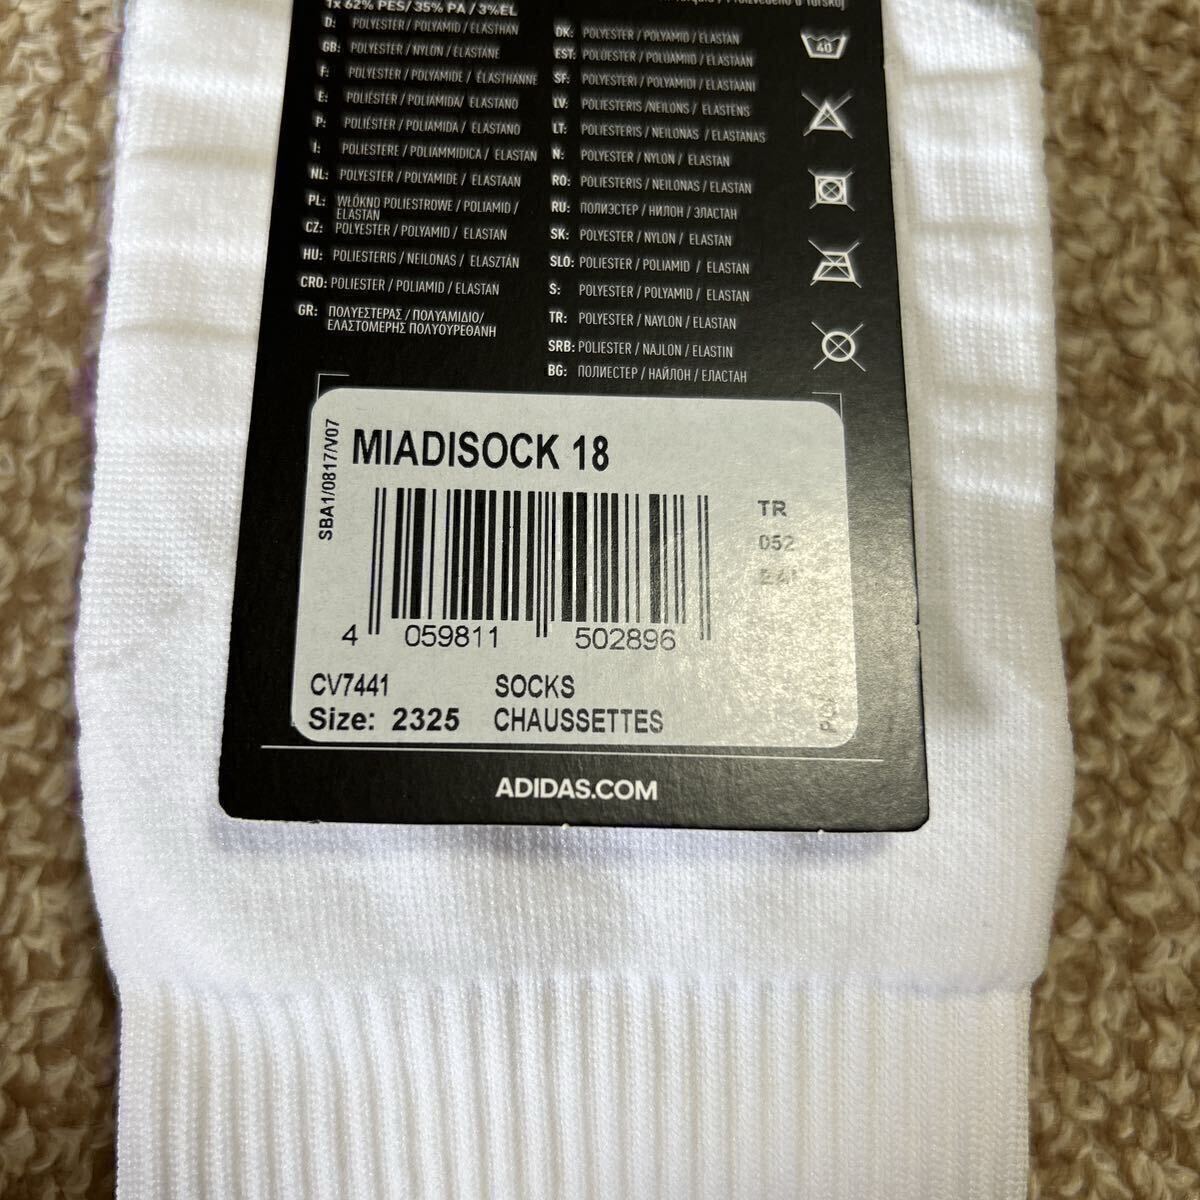 1x 62% PES/ 35% PA / 3%EL
D: POLYESTER / POLYAMID / ELASTHAN
GB: POLYESTER / NYLON / ELASTANE
F: POLYESTER / POLYAMIDE / ÉLASTHANNE
E: POLIÉSTER / POLIAMIDA/ ELASTANO
P: POLIÉSTER / POLIAMIDA / ELASTANO
I: POLIESTERE / POLIAMMIDICA / ELASTAN
NL: POLYESTER / POLYAMIDE / ELASTAAN
PL: WŁÓKNO POLIESTROWE / POLIAMID /
ELASTAN
CZ: POLYESTER / POLYAMID / ELASTAN
HU: POLIESTERIS / NEILONAS / ELASZTÁN
CRO: POLIESTER / POLIAMID / ELASTAN
GR: ΠΟΛΥΕΣΤΕΡΑΣ / ΠΟΛΥΑΜΙΔΙΟ/
ΕΛΑΣΤΟΜΕΡΗΣ ΠΟΛΥΟΥΡΕΘΑΝΗ
DK: POLYESTER / POLYAMID / ELASTAN
EST: POLÜESTER / POLÜAMIID / ELASTAAN
SF: POLYESTERI / POLYAMIDI / ELASTAANI
LV: POLIESTERIS /NEILONS / ELASTENS
LT: POLIESTERIS / NEILONAS / ELASTANAS
N: POLYESTER / NYLON / ELASTAN
RO: POLIESTERIS / NEILONAS / ELASTAN
RU: ПОЛИЭСТЕР / НИЛОН / ЭЛАСТАН
SK: POLYESTER / NYLON / ELASTAN
SLO: POLIESTER / POLIAMID / ELASTAN
S: POLYESTER / POLYAMID / ELASTAN
TR: POLYESTER / NAYLON / ELASTAN
SRB: POLIESTER / NAJLON / ELASTIN
BG: ПОЛИЕСТЕР / НАЙЛОН / ЕЛАСТАН
40
SBA1/0817/V07
MIADISOCK 18
TR
052
4 059811 502896
CV7441 SOCKS
Size: 2325 CHAUSSETTES
ADIDAS.COM